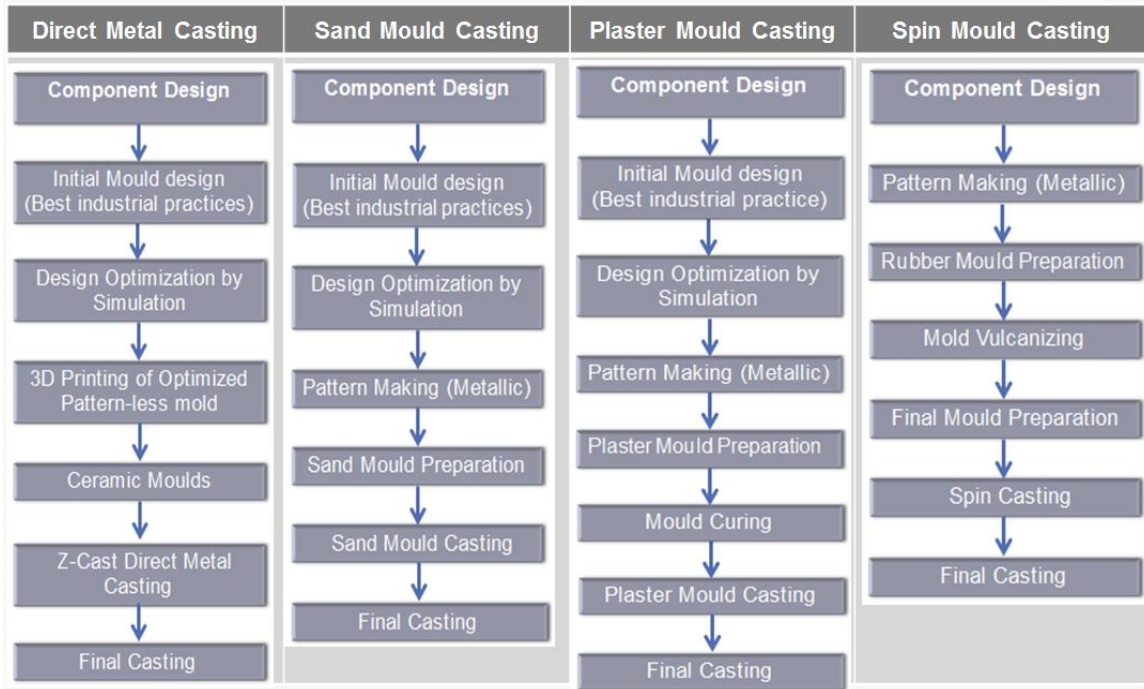 Direct Metal Casting
Component Design
Initial Mould design
(Best industrial practices)
Design Optimization by
Simulation
3D Printing of Optimized
Pattern-less mold
Ceramic Moulds
Z-Cast Direct Metal
Casting
Final Casting
Sand Mould Casting
Component Design
Initial Mould design
(Best industrial practices)
Design Optimization by
Simulation
Pattern Making (Metallic)
Sand Mould Preparation
Sand Mould Casting
Final Casting
Plaster Mould Casting
Component Design
Initial Mould design
(Best industrial practice)
Design Optimization by
Simulation
Pattern Making (Metallic)
Plaster Mould Preparation
Mould Curing
Plaster Mould Casting
Final Casting
Spin Mould Casting
Component Design
Pattern Making (Metallic)
Rubber Mould Preparation
Mold Vulcanizing
Final Mould Preparation
Spin Casting
Final Casting